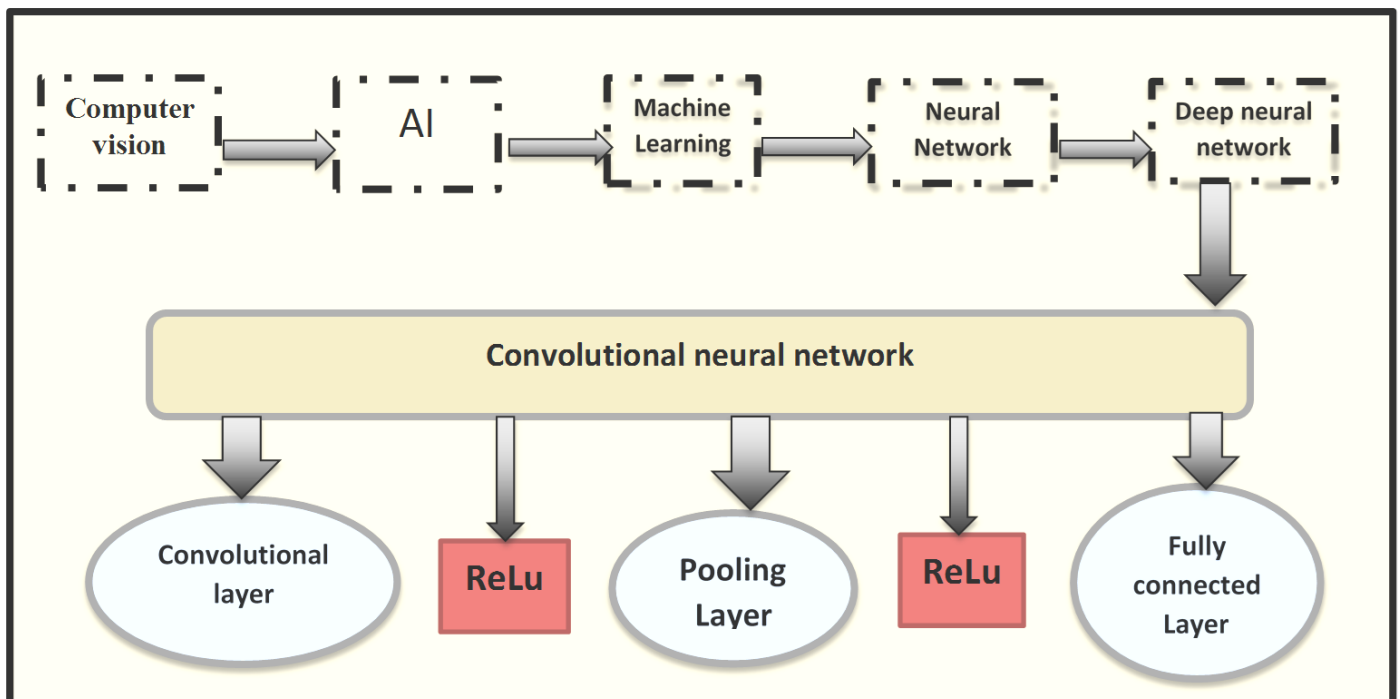 Computer
vision
AI
Machine
Learning
Neural
Network
Deep neural
network
Convolutional neural network
Convolutional
layer
ReLu
Pooling
Layer
ReLu
Fully
connected
Layer